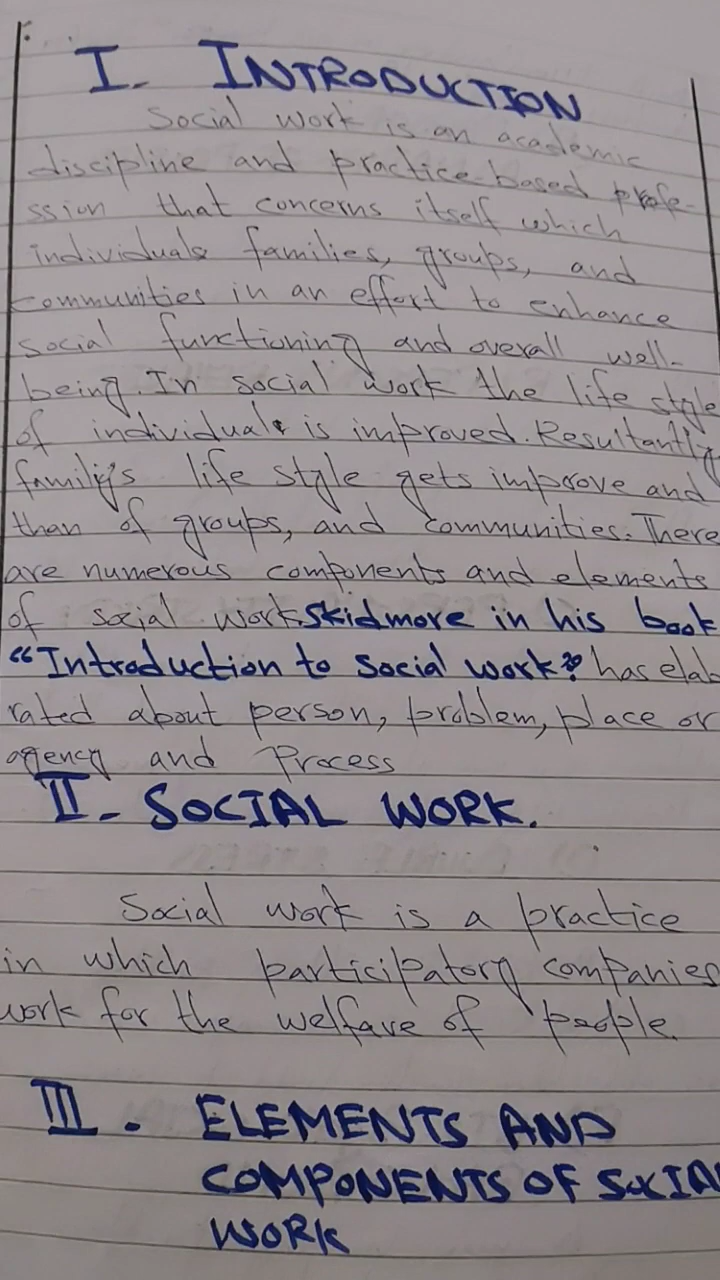 I. INTRODUCTION
Social work is an academic
discipline and practice-based profe-
ssion that concerns itself which
individuals families, groups, and
communities in an effort to enhance
social functioning and overall well-
being. In social work the life style
of individuals is improved. Resultantly
family's life style gets improve and
than of groups, and communities. There
are numerous components and elements
of social work. Skidmore in his book
"Introduction to social work" has elab
rated about person, problem, place or
agency and Process
II. SOCIAL WORK.
Social work is a practice
in which participatory companies
work for the welfare of people.
III. ELEMENTS AND
COMPONENTS OF SOCIA
WORK